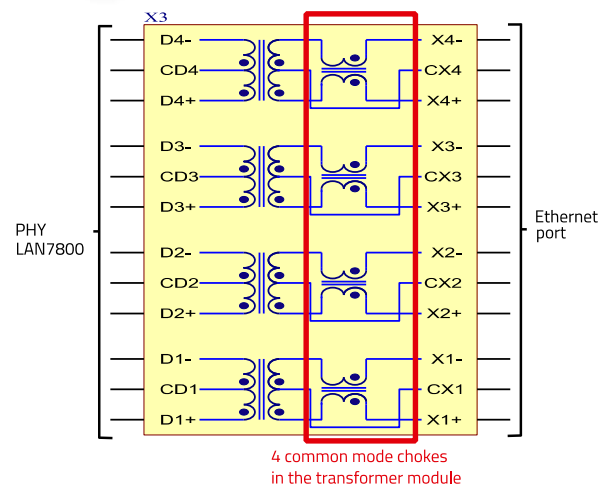 X3
D4- X4-
CD4 CX4
D4+ X4+
D3- X3-
CD3 CX3
D3+ X3+
PHY
LAN7800
Ethernet
port
D2- X2-
CD2 CX2
D2+ X2+
D1- X1-
CD1 CX1
D1+ X1+
4 common mode chokes
in the transformer module